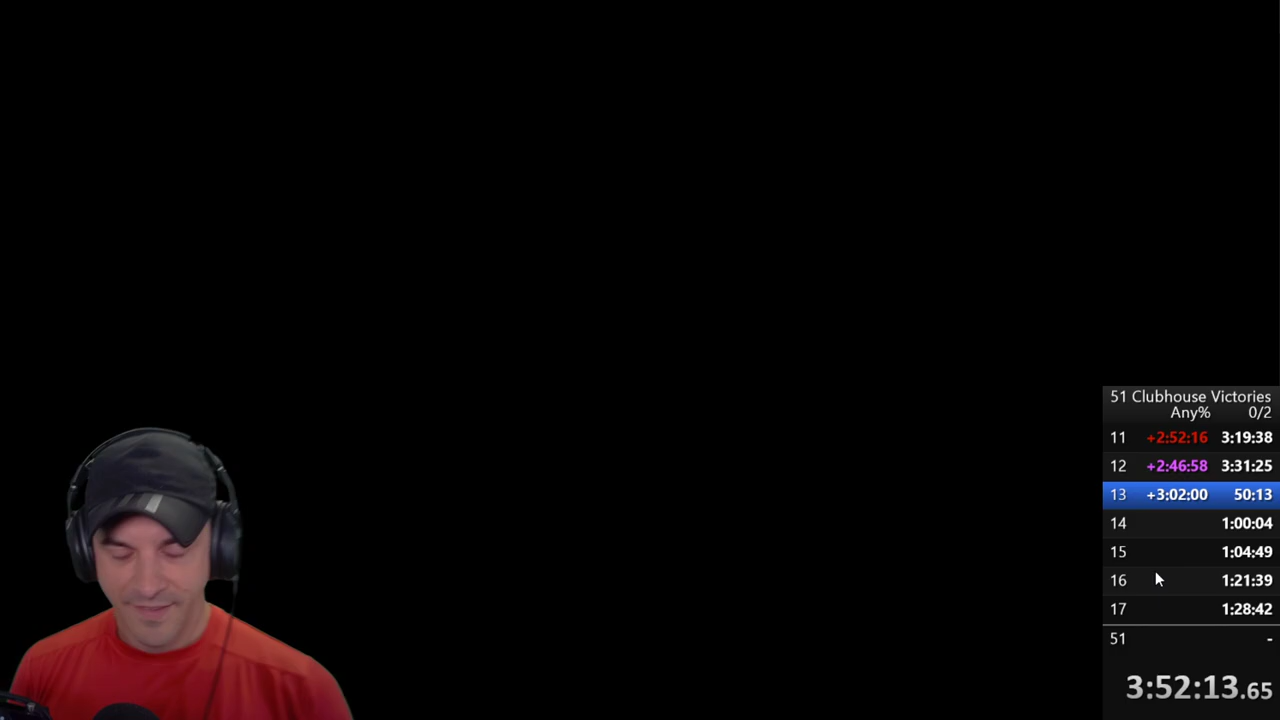 51 Clubhouse Victories
Any% 0/2
11 +2:52:16 3:19:38
12 +2:46:58 3:31:25
13 +3:02:00 50:13
14 1:00:04
15 1:04:49
16 1:21:39
17 1:28:42
51 -
3:52:13.65